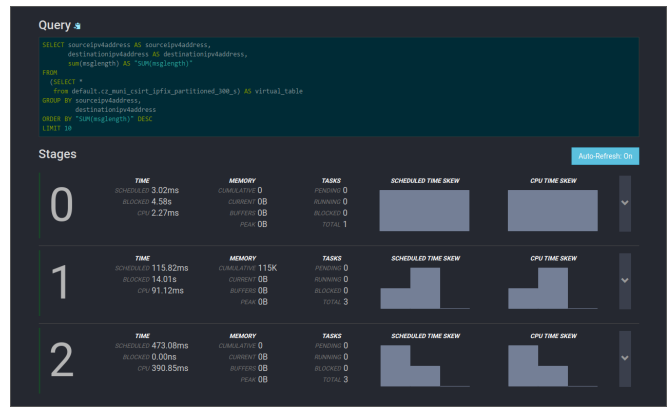 Query
SELECT sourceipv4address AS sourceipv4address,
destinationipv4address AS destinationipv4address,
sum(msglength) AS "SUM(msglength)"
FROM
(SELECT *
from default.cz_muni_csirt_ipfix_partitioned_300_s) AS virtual_table
GROUP BY sourceipv4address,
destinationipv4address
ORDER BY "SUM(msglength)" DESC
LIMIT 10
Stages
Auto-Refresh: On
0
TIME MEMORY TASKS SCHEDULED TIME SKEW CPU TIME SKEW
SCHEDULED 3.02ms CUMULATIVE 0 PENDING 0
BLOCKED 4.58s CURRENT 0B RUNNING 0
CPU 2.27ms BUFFERS 0B BLOCKED 0
PEAK 0B TOTAL 1
1
TIME MEMORY TASKS SCHEDULED TIME SKEW CPU TIME SKEW
SCHEDULED 115.82ms CUMULATIVE 115K PENDING 0
BLOCKED 14.01s CURRENT 0B RUNNING 0
CPU 91.12ms BUFFERS 0B BLOCKED 0
PEAK 0B TOTAL 3
2
TIME MEMORY TASKS SCHEDULED TIME SKEW CPU TIME SKEW
SCHEDULED 473.08ms CUMULATIVE 0 PENDING 0
BLOCKED 0.00ns CURRENT 0B RUNNING 0
CPU 390.85ms BUFFERS 0B BLOCKED 0
PEAK 0B TOTAL 3